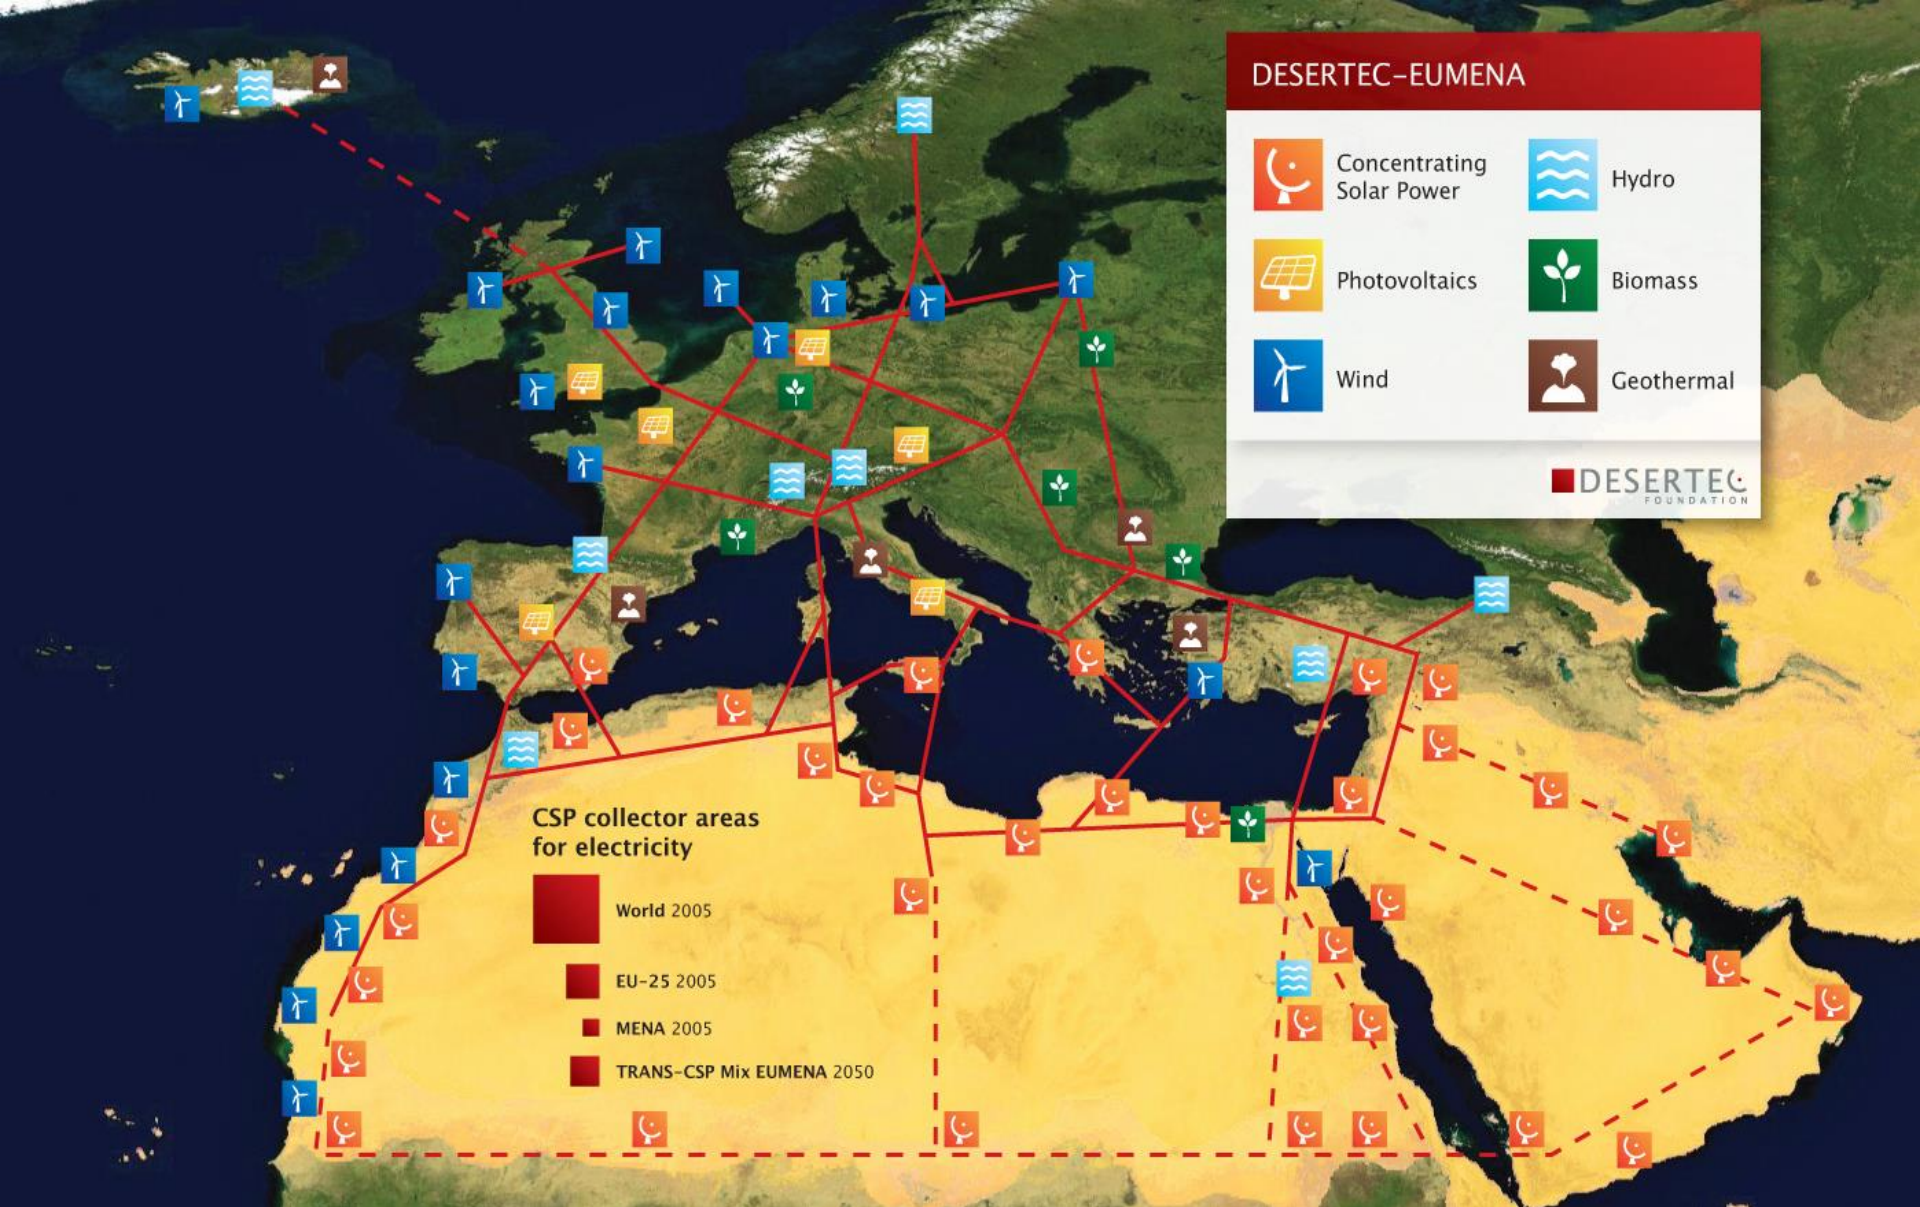 DESERTEC-EUMENA
Concentrating
Solar Power
Hydro
Photovoltaics
Biomass
Wind
Geothermal
DESERTEC
FOUNDATION
CSP collector areas
for electricity
World 2005
EU-25 2005
MENA 2005
TRANS-CSP Mix EUMENA 2050